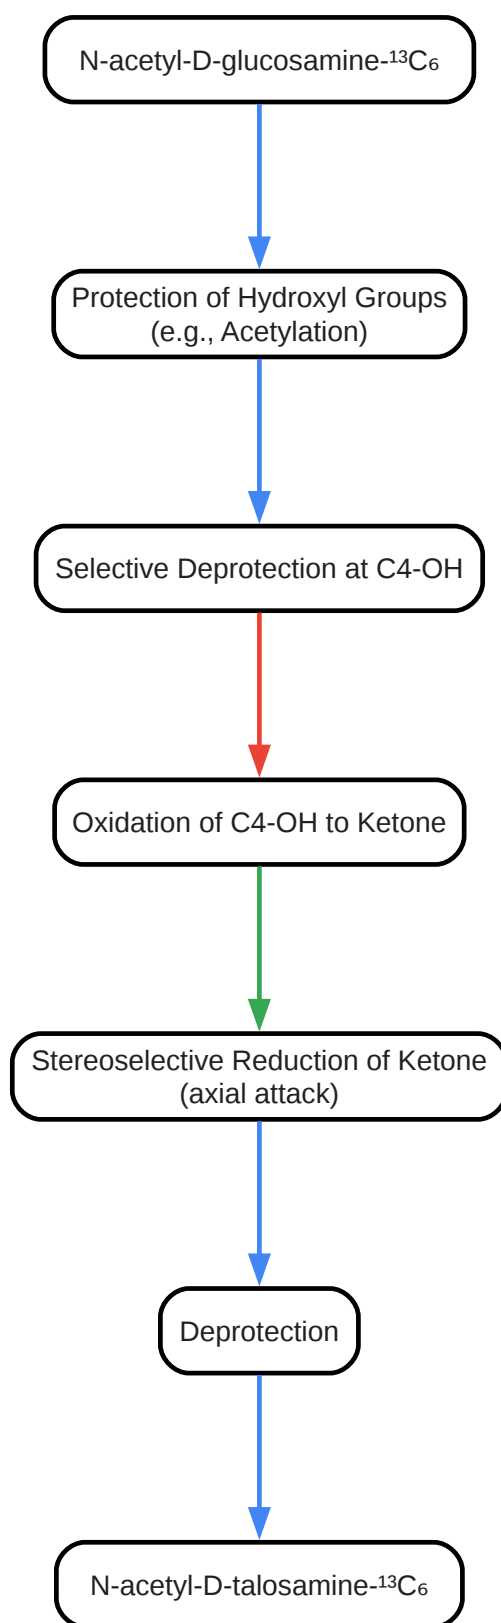 N-acetyl-D-glucosamine-¹³C₆
Protection of Hydroxyl Groups
(e.g., Acetylation)
Selective Deprotection at C4-OH
Oxidation of C4-OH to Ketone
Stereoselective Reduction of Ketone
(axial attack)
Deprotection
N-acetyl-D-talosamine-¹³C₆